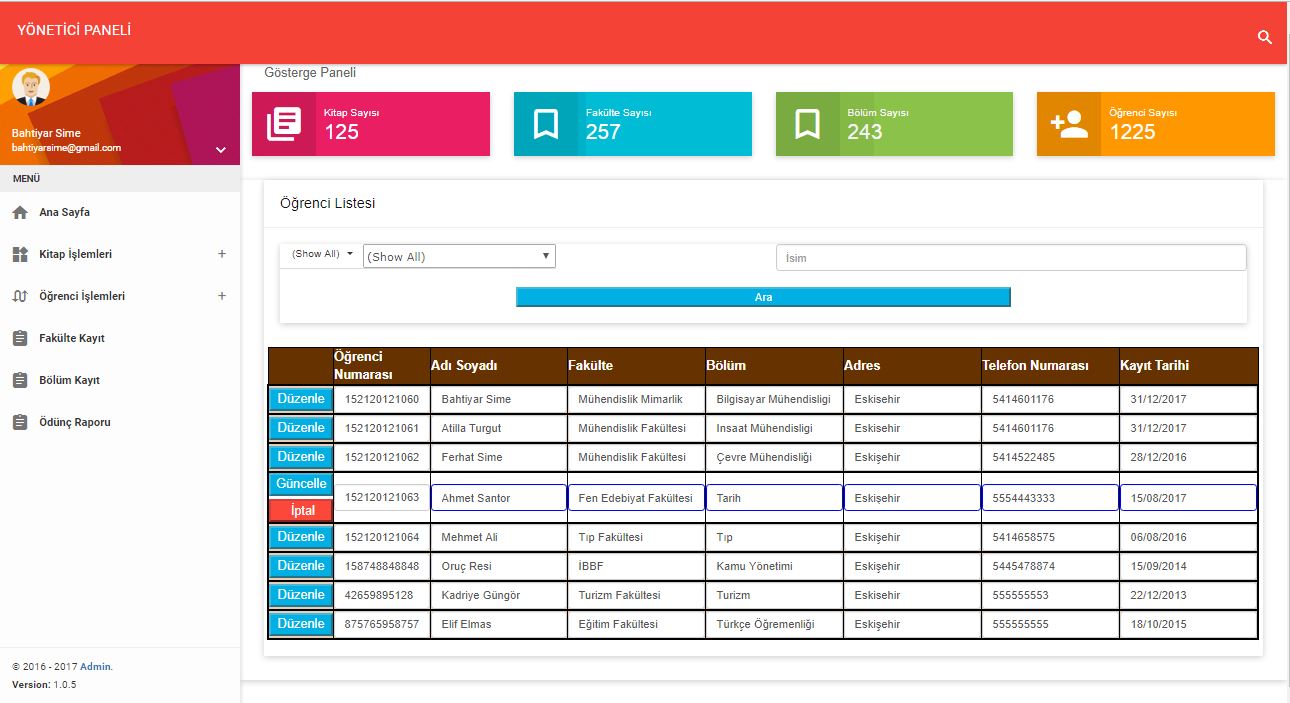 YÖNETİCİ PANELİ
Bahtiyar Sime
bahtiyarsime@gmail.com
MENÜ
Ana Sayfa
Kitap İşlemleri +
Öğrenci İşlemleri +
Fakülte Kayıt
Bölüm Kayıt
Ödünç Raporu
© 2016 - 2017 Admin.
Version: 1.0.5
Gösterge Paneli
Kitap Sayısı
125
Fakülte Sayısı
257
Bölüm Sayısı
243
Öğrenci Sayısı
1225
Öğrenci Listesi
(Show All) (Show All) İsim
Ara
Öğrenci Numarası Adı Soyadı Fakülte Bölüm Adres Telefon Numarası Kayıt Tarihi
Düzenle 152120121060 Bahtiyar Sime Mühendislik Mimarlik Bilgisayar Mühendisligi Eskisehir 5414601176 31/12/2017
Düzenle 152120121061 Atilla Turgut Mühendislik Fakültesi Insaat Mühendisligi Eskisehir 5414601176 31/12/2017
Düzenle 152120121062 Ferhat Sime Mühendislik Fakültesi Çevre Mühendisliği Eskişehir 5414522485 28/12/2016
Güncelle
İptal 152120121063 Ahmet Santor Fen Edebiyat Fakültesi Tarih Eskişehir 5554443333 15/08/2017
Düzenle 152120121064 Mehmet Ali Tıp Fakültesi Tıp Eskişehir 5414658575 06/08/2016
Düzenle 158748848848 Oruç Resi İBBF Kamu Yönetimi Eskişehir 5445478874 15/09/2014
Düzenle 42659895128 Kadriye Güngör Turizm Fakültesi Turizm Eskisehir 555555553 22/12/2013
Düzenle 875765958757 Elif Elmas Eğitim Fakültesi Türkçe Öğremenliği Eskişehir 555555555 18/10/2015